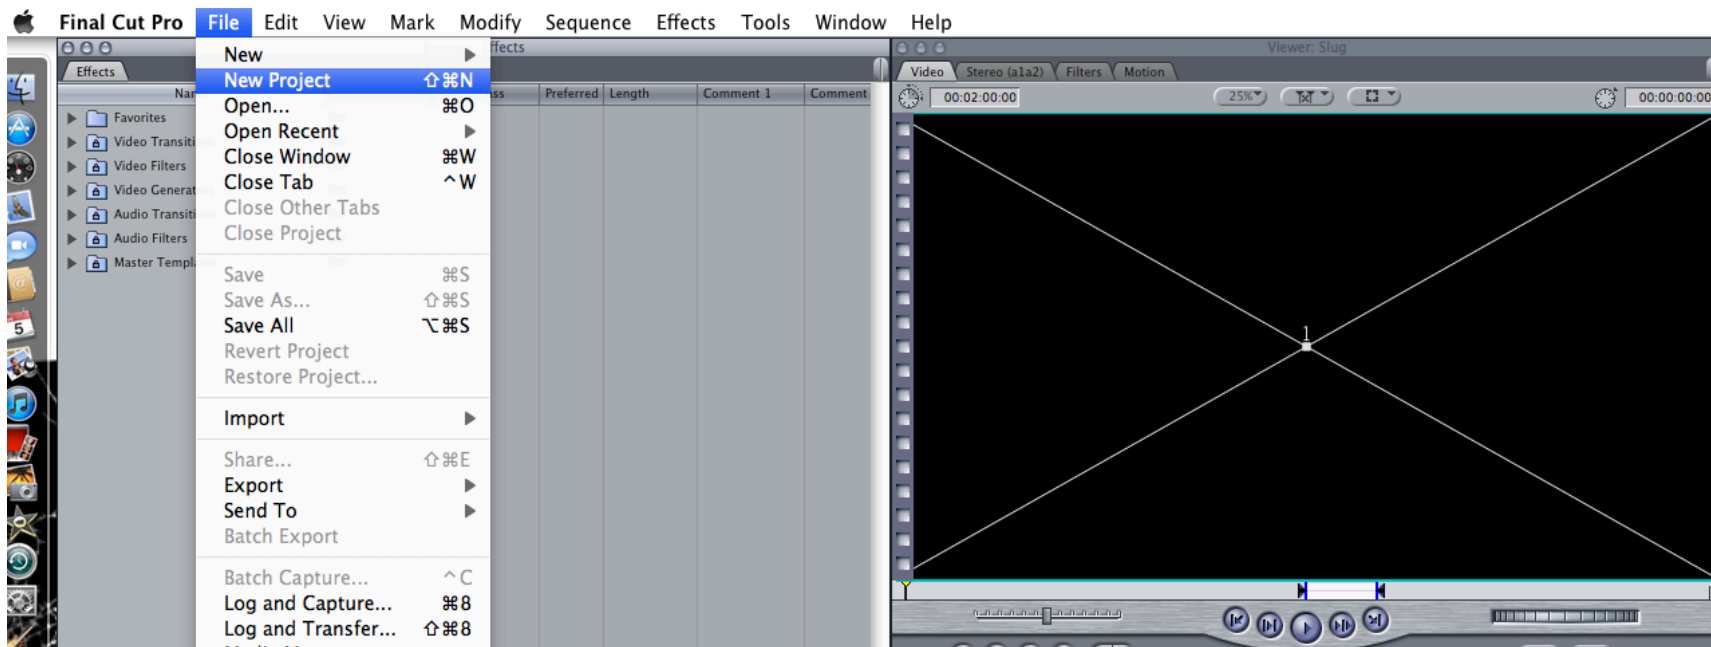 Final Cut Pro File Edit View Mark Modify Sequence Effects Tools Window Help
Effects
Effects
Name
Favorites
Video Transiti
Video Filters
Video Generat
Audio Transiti
Audio Filters
Master Templ
New
New Project ⇧⌘N
Open... ⌘O
Open Recent
Close Window ⌘W
Close Tab ^W
Close Other Tabs
Close Project
Save ⌘S
Save As... ⇧⌘S
Save All ⌥⌘S
Revert Project
Restore Project...
Import
Share... ⇧⌘E
Export
Send To
Batch Export
Batch Capture... ^C
Log and Capture... ⌘8
Log and Transfer... ⇧⌘8
Preferred Length Comment 1 Comment
Viewer: Slug
Video Stereo (a1a2) Filters Motion
00:02:00:00 25% 00:00:00:00
1
5